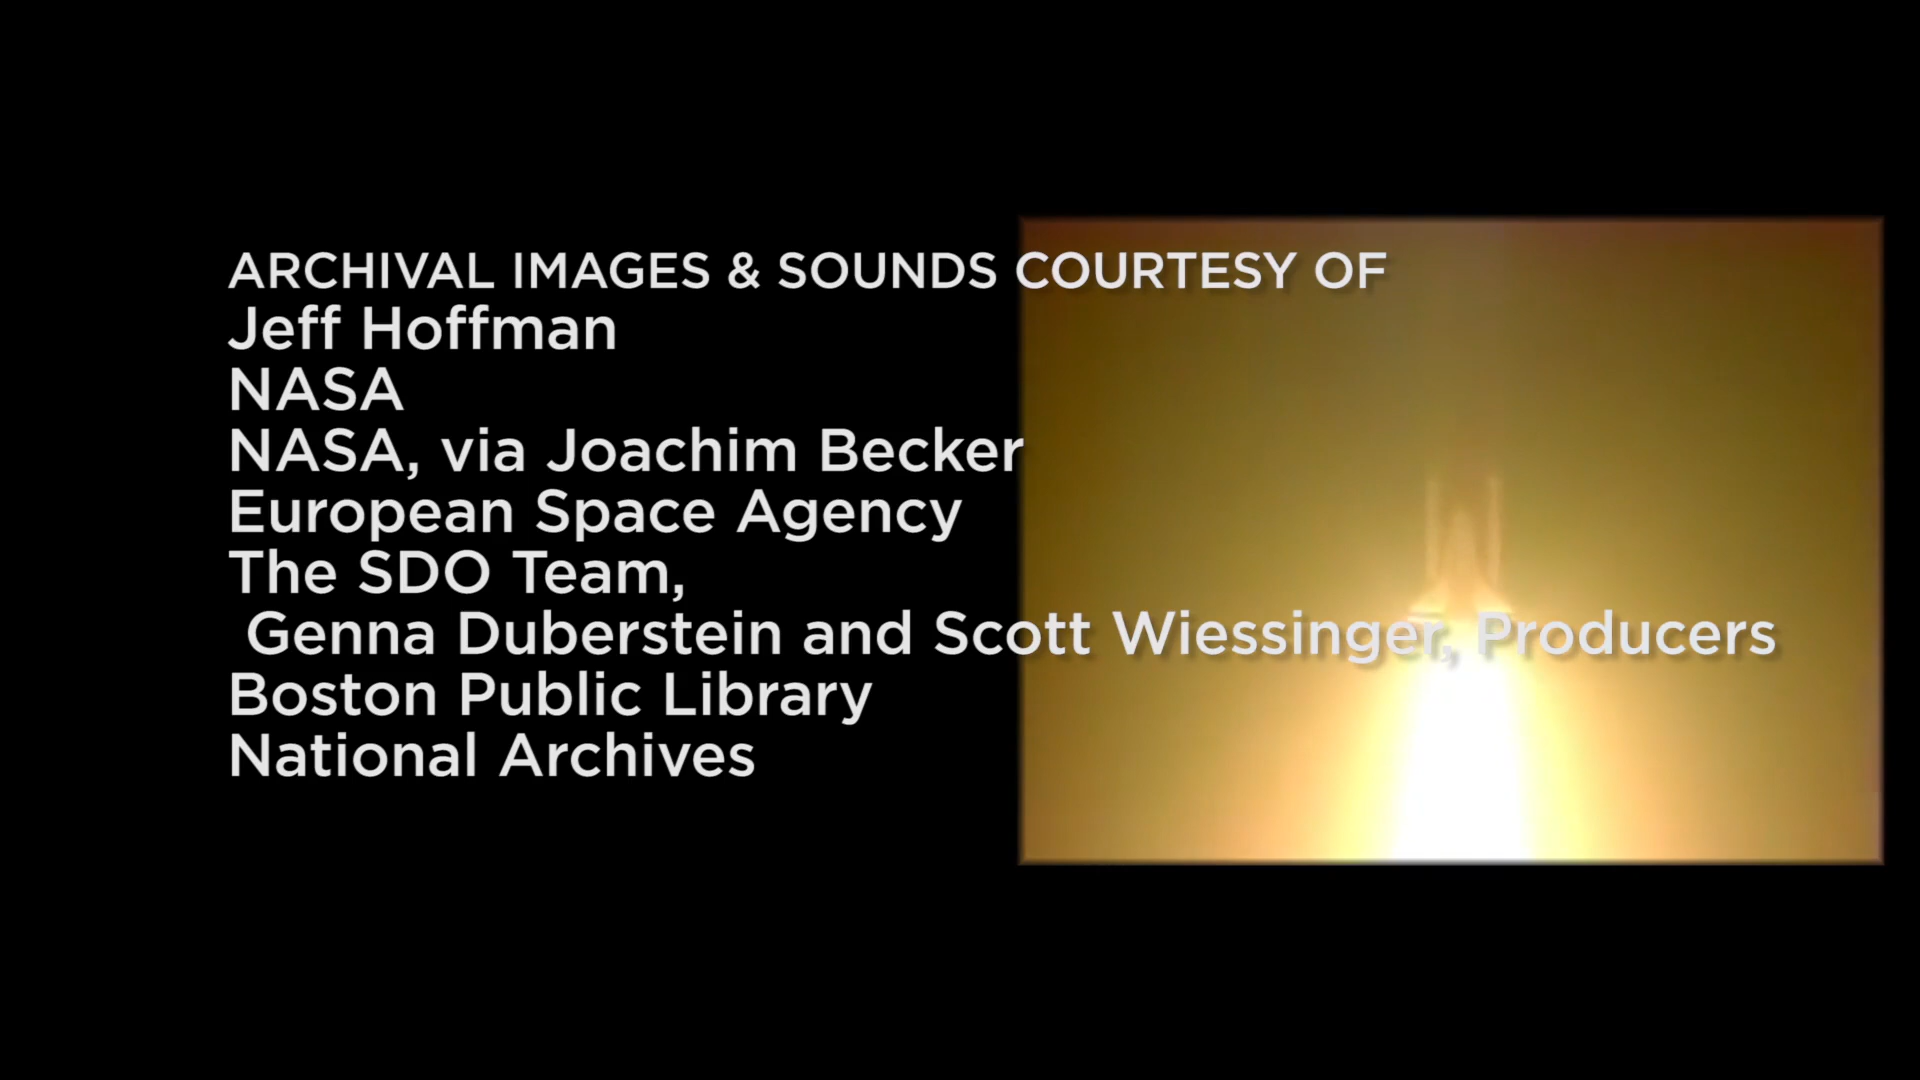 ARCHIVAL IMAGES & SOUNDS COURTESY OF
Jeff Hoffman
NASA
NASA, via Joachim Becker
European Space Agency
The SDO Team,
Genna Duberstein and Scott Wiessinger, Producers
Boston Public Library
National Archives